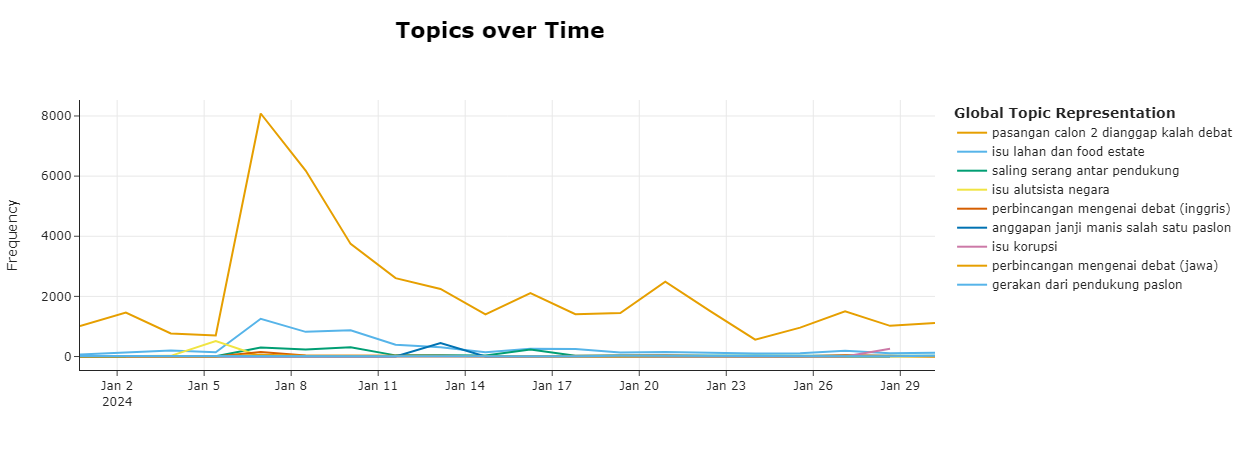 Topics over Time
Frequency
8000
6000
4000
2000
0
Jan 2
2024
Jan 5
Jan 8
Jan 11
Jan 14
Jan 17
Jan 20
Jan 23
Jan 26
Jan 29
Global Topic Representation
pasangan calon 2 dianggap kalah debat
isu lahan dan food estate
saling serang antar pendukung
isu alutsista negara
perbincangan mengenai debat (inggris)
anggapan janji manis salah satu paslon
isu korupsi
perbincangan mengenai debat (jawa)
gerakan dari pendukung paslon